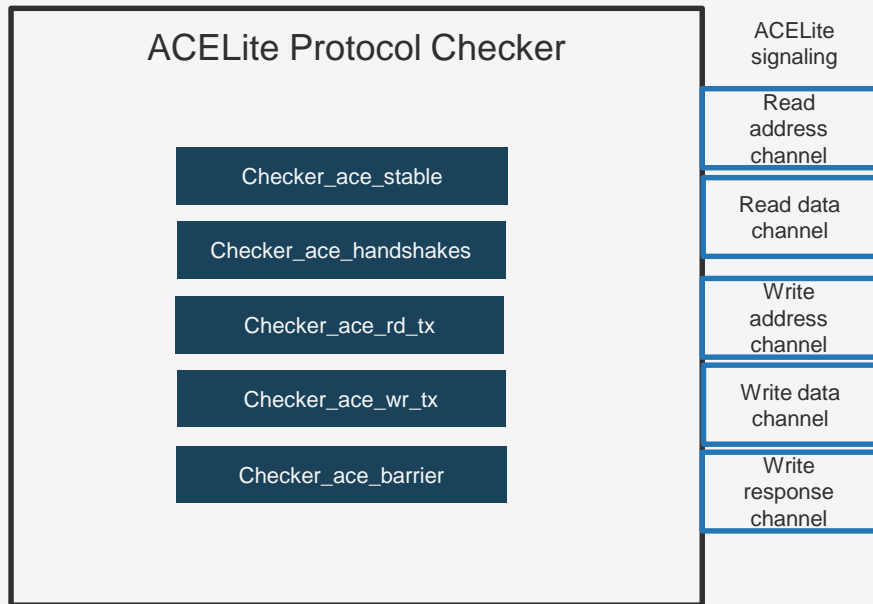 ACELite Protocol Checker
Checker_ace_stable
Checker_ace_handshakes
Checker_ace_rd_tx
Checker_ace_wr_tx
Checker_ace_barrier
ACELite
signaling
Read
address
channel
Read data
channel
Write
address
channel
Write data
channel
Write
response
channel